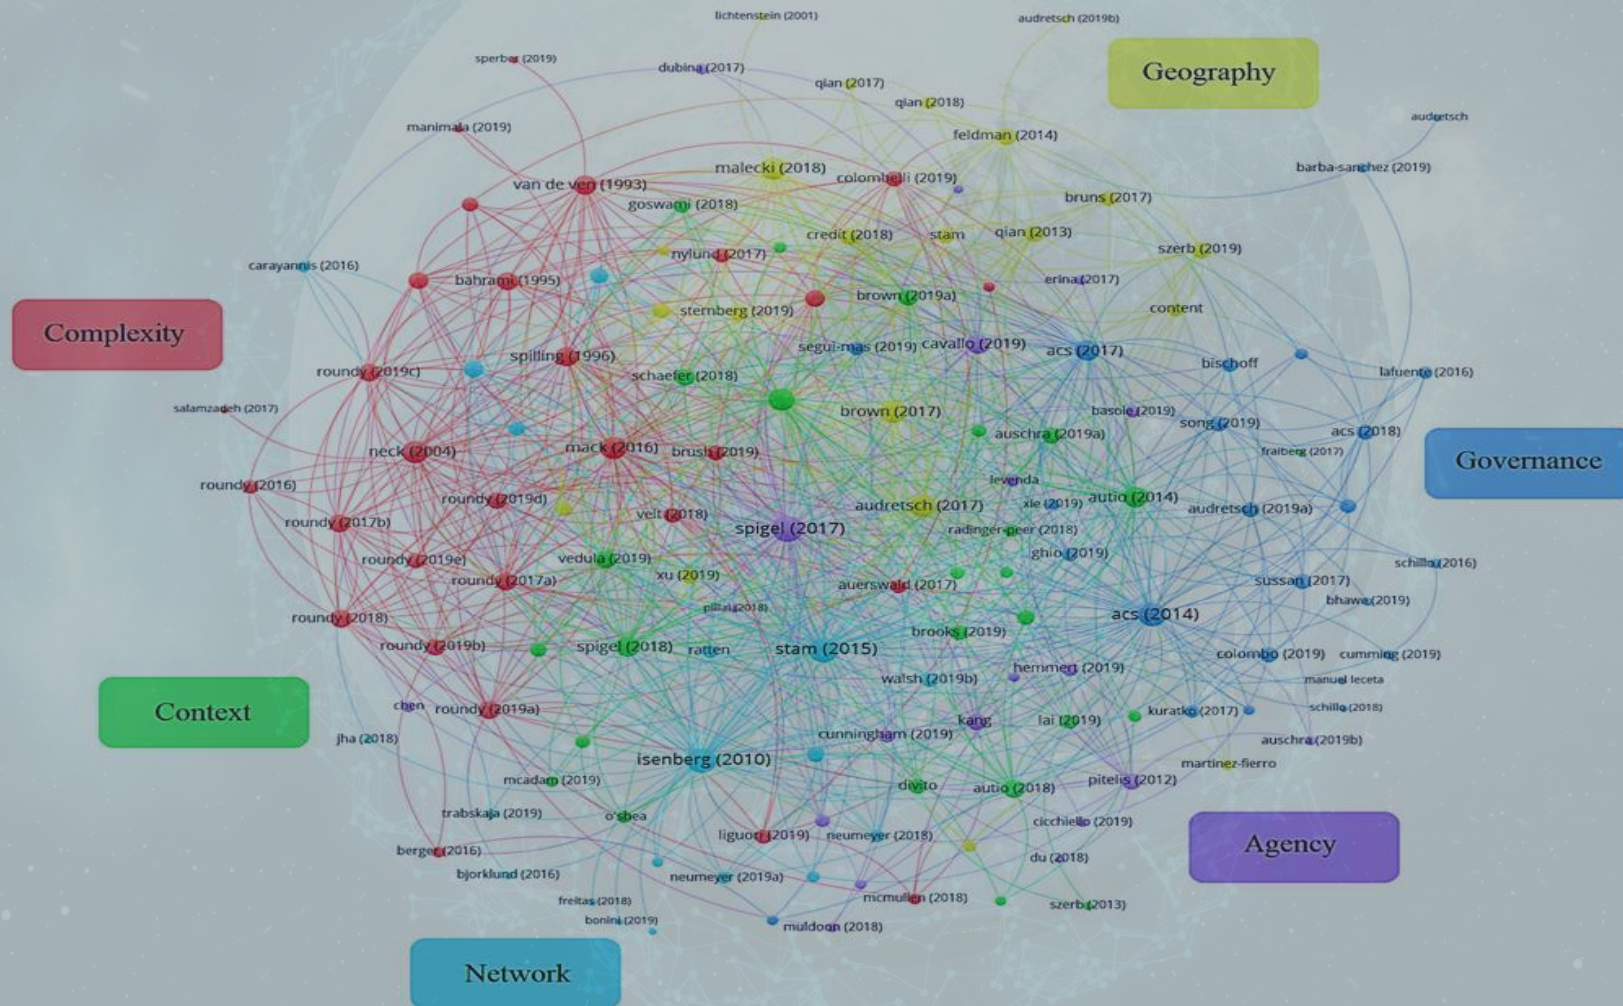 lichtenstein (2001)
audretsch (2019b)
sperber (2019)
dubina (2017)
Geography
qian (2017)
qian (2018)
audretsch
manimala (2019)
feldman (2014)
barba-sanchez (2019)
malecki (2018)
colombelli (2019)
van de ven (1993)
bruns (2017)
goswami (2018)
credit (2018)
stam
qian (2013)
szerb (2019)
nylund (2017)
carayannis (2016)
bahrami (1995)
erina (2017)
brown (2019a)
sternberg (2019)
content
Complexity
segui-mas (2019)
cavallo (2019)
acs (2017)
spilling (1996)
bischoff
roundy (2019c)
schaefer (2018)
lafuente (2016)
salamzadeh (2017)
brown (2017)
basole (2019)
song (2019)
acs (2018)
auschra (2019a)
neck (2004)
mack (2016)
brush (2019)
fraiberg (2017)
Governance
levenda
roundy (2016)
roundy (2019d)
autio (2014)
xie (2019)
audretsch (2017)
audretsch (2019a)
veit (2018)
roundy (2017b)
spigel (2017)
radinger-peer (2018)
ghio (2019)
roundy (2019e)
vedula (2019)
schillo (2016)
xu (2019)
roundy (2017a)
auerswald (2017)
sussan (2017)
bhawe (2019)
pillai (2018)
acs (2014)
roundy (2018)
brooks (2019)
roundy (2019b)
spigel (2018)
ratten
stam (2015)
colombo (2019)
cumming (2019)
hemmert (2019)
walsh (2019b)
manuel leceta
chen
roundy (2019a)
kuratko (2017)
schillo (2018)
Context
kang
lai (2019)
cunningham (2019)
jha (2018)
auschra (2019b)
isenberg (2010)
martinez-fierro
mcadam (2019)
divito
autio (2018)
pitelis (2012)
trabskaja (2019)
o'shea
cicchiello (2019)
liguori (2019)
neumeyer (2018)
Agency
berger (2016)
du (2018)
bjorklund (2016)
neumeyer (2019a)
freitas (2018)
mcmullen (2018)
szerb (2013)
bonini (2019)
muldoon (2018)
Network